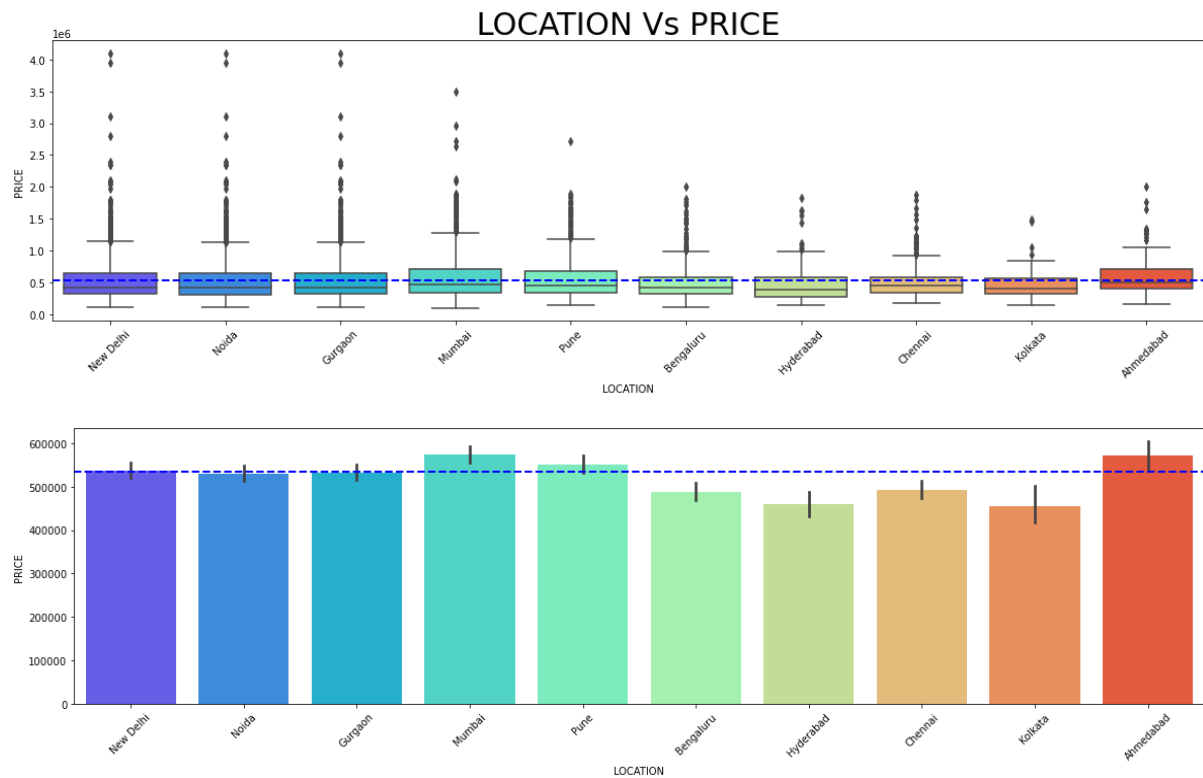 LOCATION Vs PRICE
1e6
4.0
3.5
3.0
2.5
2.0
1.5
1.0
0.5
0.0
PRICE
New Delhi
Noida
Gurgaon
Mumbai
Pune
Bengaluru
Hyderabad
Chennai
Kolkata
Ahmedabad
LOCATION
600000
500000
400000
300000
200000
100000
0
PRICE
New Delhi
Noida
Gurgaon
Mumbai
Pune
Bengaluru
Hyderabad
Chennai
Kolkata
Ahmedabad
LOCATION